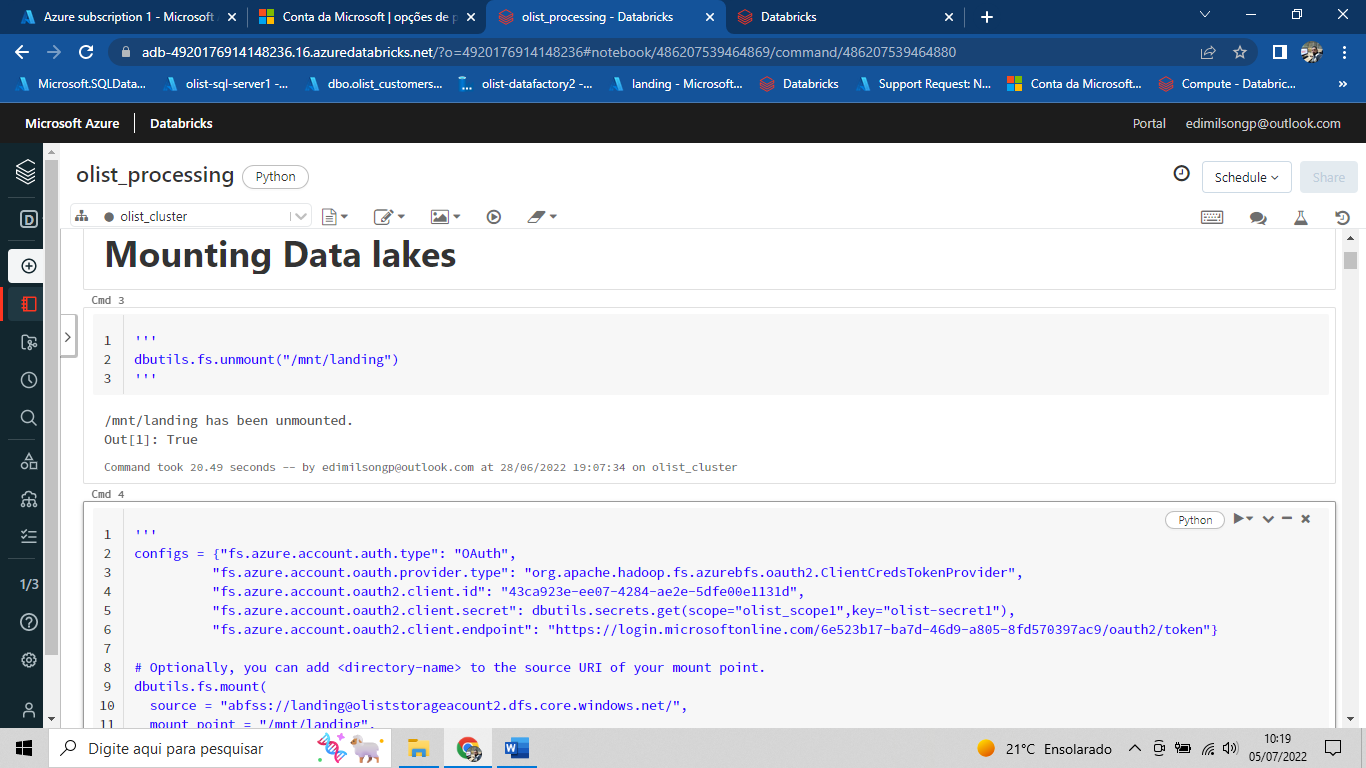 Azure subscription 1 - Microsoft
Conta da Microsoft | opções de p
olist_processing - Databricks
Databricks
adb-4920176914148236.16.azuredatabricks.net/?o=4920176914148236#notebook/486207539464869/command/486207539464880
Microsoft.SQLData...
olist-sql-server1 -...
dbo.olist_customers...
olist-datafactory2 -...
landing - Microsoft...
Databricks
Support Request: N...
Conta da Microsoft...
Compute - Databric...
»
Microsoft Azure
Databricks
Portal
edimilsongp@outlook.com
olist_processing
Python
Schedule
Share
olist_cluster
D
1/3
Mounting Data lakes
Cmd 3
1 '''
2 dbutils.fs.unmount("/mnt/landing")
3 '''
/mnt/landing has been unmounted.
Out[1]: True
Command took 20.49 seconds -- by edimilsongp@outlook.com at 28/06/2022 19:07:34 on olist_cluster
Cmd 4
Python
1 '''
2 configs = {"fs.azure.account.auth.type": "OAuth",
3 "fs.azure.account.oauth.provider.type": "org.apache.hadoop.fs.azurebfs.oauth2.ClientCredsTokenProvider",
4 "fs.azure.account.oauth2.client.id": "43ca923e-ee07-4284-ae2e-5dfe00e1131d",
5 "fs.azure.account.oauth2.client.secret": dbutils.secrets.get(scope="olist_scope1",key="olist-secret1"),
6 "fs.azure.account.oauth2.client.endpoint": "https://login.microsoftonline.com/6e523b17-ba7d-46d9-a805-8fd570397ac9/oauth2/token"}
7
8 # Optionally, you can add <directory-name> to the source URI of your mount point.
9 dbutils.fs.mount(
10 source = "abfss://landing@oliststorageacount2.dfs.core.windows.net/",
11 mount_point = "/mnt/landing",
Digite aqui para pesquisar
21°C Ensolarado
10:19
05/07/2022